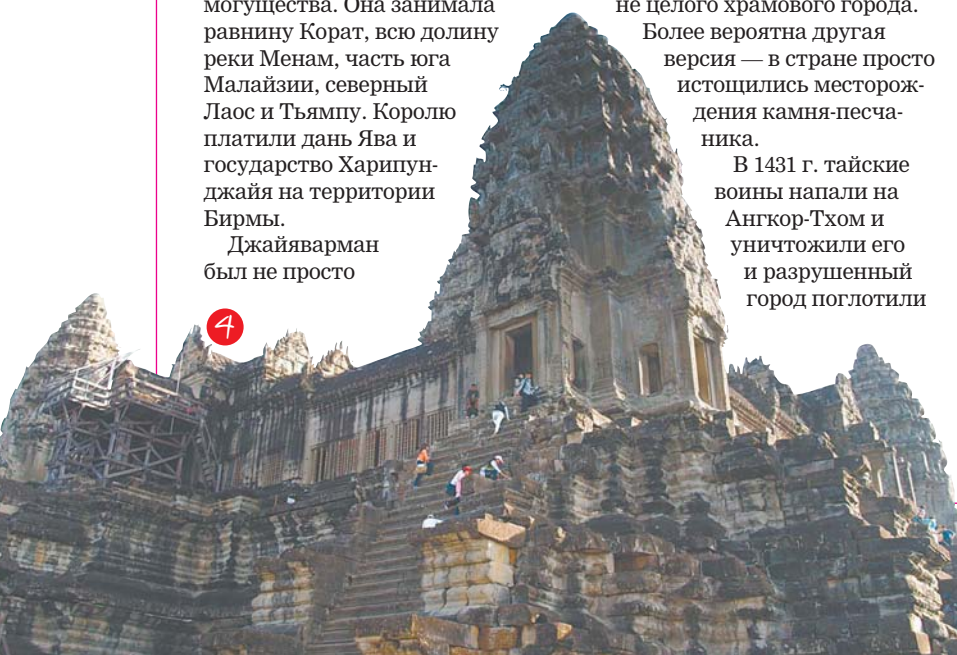 могущества. Она занимала
равнину Корат, всю долину
реки Менам, часть юга
Малайзии, северный
Лаос и Тьямпу. Королю
платили дань Ява и
государство Харипун-
джайя на территории
Бирмы.
Джайяварман
был не просто
4
не целого храмового города.
Более вероятна другая
версия — в стране просто
истощились месторож-
дения камня-песча-
ника.
В 1431 г. тайские
воины напали на
Ангкор-Тхом и
уничтожили его
и разрушенный
город поглотили